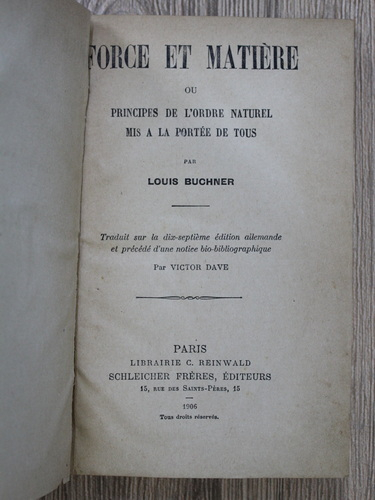 FORCE ET MATIÈRE
OU
PRINCIPES DE L'ORDRE NATUREL
MIS A LA PORTÉE DE TOUS
PAR
LOUIS BUCHNER
Traduit sur la dix-septième édition allemande
et précédé d'une notice bio-bibliographique
Par VICTOR DAVE
PARIS
LIBRAIRIE C. REINWALD
SCHLEICHER FRÈRES, ÉDITEURS
15, RUE DES SAINTS-PÈRES, 15
1906
Tous droits réservés.